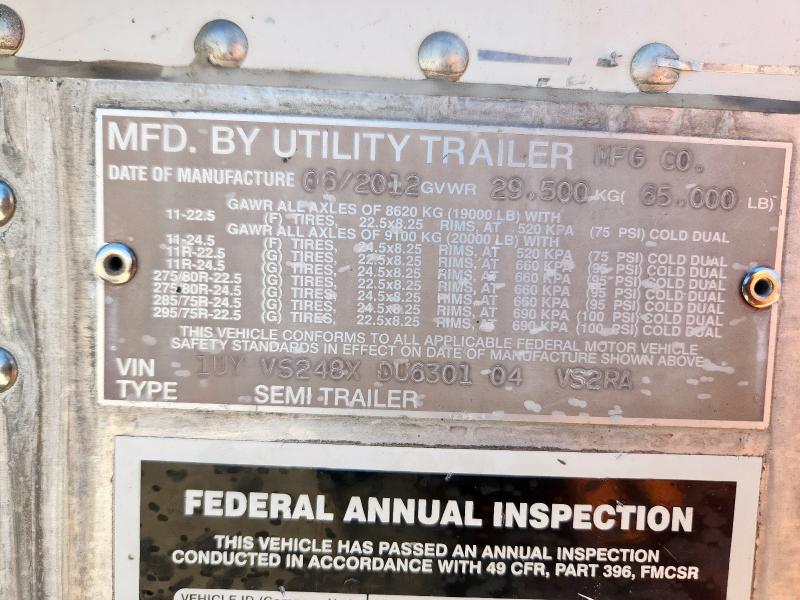 MFD. BY UTILITY TRAILER MFG CO.
DATE OF MANUFACTURE 06/2012 GVWR 29.500 KG( 65.000 LB)
GAWR ALL AXLES OF 8620 KG (19000 LB) WITH
11-22.5 (F) TIRES, 22.5x8.25 RIMS, AT 520 KPA (75 PSI) COLD DUAL
GAWR ALL AXLES OF 9100 KG (20000 LB) WITH
11-24.5 (F) TIRES, 24.5x8.25 RIMS, AT 520 KPA (75 PSI) COLD DUAL
11R-22.5 (G) TIRES, 22.5x8.25 RIMS, AT 660 KPA (95 PSI) COLD DUAL
11R-24.5 (G) TIRES, 24.5x8.25 RIMS, AT 660 KPA (95 PSI) COLD DUAL
275/80R-22.5 (G) TIRES, 22.5x8.25 RIMS, AT 660 KPA (95 PSI) COLD DUAL
275/80R-24.5 (G) TIRES, 24.5x8.25 RIMS, AT 660 KPA (95 PSI) COLD DUAL
285/75R-24.5 (G) TIRES, 24.5x8.25 RIMS, AT 690 KPA (100 PSI) COLD DUAL
295/75R-22.5 (G) TIRES, 22.5x8.25 RIMS, AT 690 KPA (100 PSI) COLD DUAL
THIS VEHICLE CONFORMS TO ALL APPLICABLE FEDERAL MOTOR VEHICLE
SAFETY STANDARDS IN EFFECT ON DATE OF MANUFACTURE SHOWN ABOVE
VIN 1UY VS248X DU6301 04 VS2RA
TYPE SEMI TRAILER
FEDERAL ANNUAL INSPECTION
THIS VEHICLE HAS PASSED AN ANNUAL INSPECTION
CONDUCTED IN ACCORDANCE WITH 49 CFR, PART 396, FMCSR
VEHICLE ID